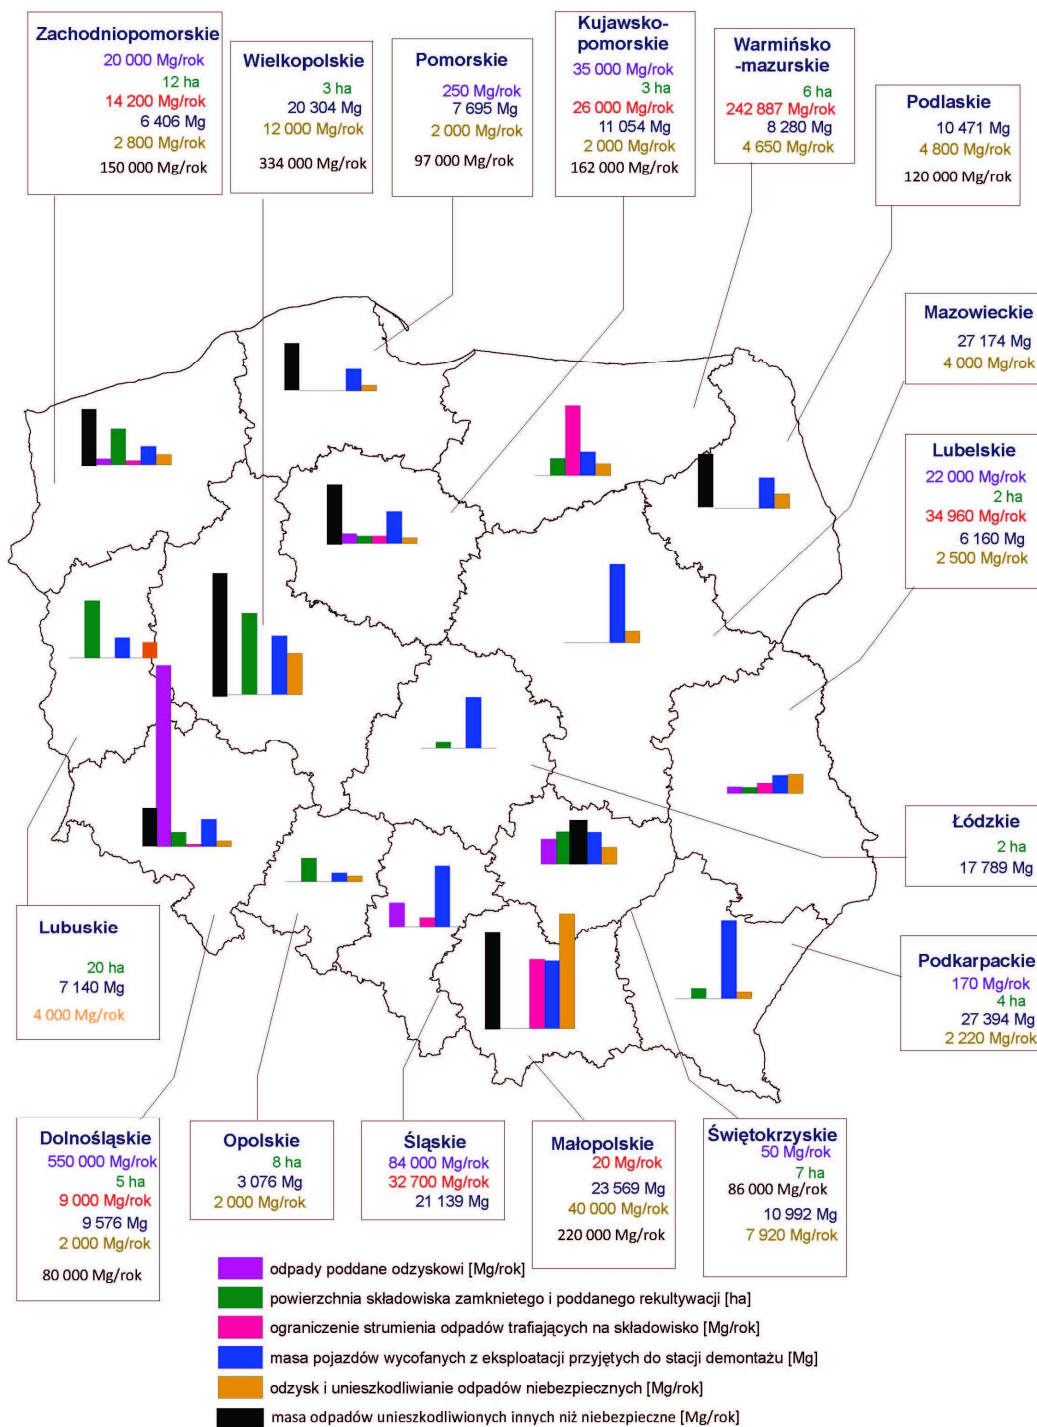 Zachodniopomorskie
20 000 Mg/rok
12 ha
14 200 Mg/rok
6 406 Mg
2 800 Mg/rok
150 000 Mg/rok
Wielkopolskie
3 ha
20 304 Mg
12 000 Mg/rok
334 000 Mg/rok
Pomorskie
250 Mg/rok
7 695 Mg
2 000 Mg/rok
97 000 Mg/rok
Kujawsko-
pomorskie
35 000 Mg/rok
3 ha
26 000 Mg/rok
11 054 Mg
2 000 Mg/rok
162 000 Mg/rok
Warmińsko
-mazurskie
6 ha
242 887 Mg/rok
8 280 Mg
4 650 Mg/rok
Podlaskie
10 471 Mg
4 800 Mg/rok
120 000 Mg/rok
Mazowieckie
27 174 Mg
4 000 Mg/rok
Lubelskie
22 000 Mg/rok
2 ha
34 960 Mg/rok
6 160 Mg
2 500 Mg/rok
Łódzkie
2 ha
17 789 Mg
Lubuskie
20 ha
7 140 Mg
4 000 Mg/rok
Podkarpackie
170 Mg/rok
4 ha
27 394 Mg
2 220 Mg/rok
Dolnośląskie
550 000 Mg/rok
5 ha
9 000 Mg/rok
9 576 Mg
2 000 Mg/rok
80 000 Mg/rok
Opolskie
8 ha
3 076 Mg
2 000 Mg/rok
Śląskie
84 000 Mg/rok
32 700 Mg/rok
21 139 Mg
Małopolskie
20 Mg/rok
23 569 Mg
40 000 Mg/rok
220 000 Mg/rok
Świętokrzyskie
50 Mg/rok
7 ha
86 000 Mg/rok
10 992 Mg
7 920 Mg/rok
odpady poddane odzyskowi [Mg/rok]
powierzchnia składowiska zamknietego i poddanego rekultywacji [ha]
ograniczenie strumienia odpadów trafiających na składowisko [Mg/rok]
masa pojazdów wycofanych z eksploatacji przyjętych do stacji demontażu [Mg]
odzysk i unieszkodliwianie odpadów niebezpiecznych [Mg/rok]
masa odpadów unieszkodliwionych innych niż niebezpieczne [Mg/rok]